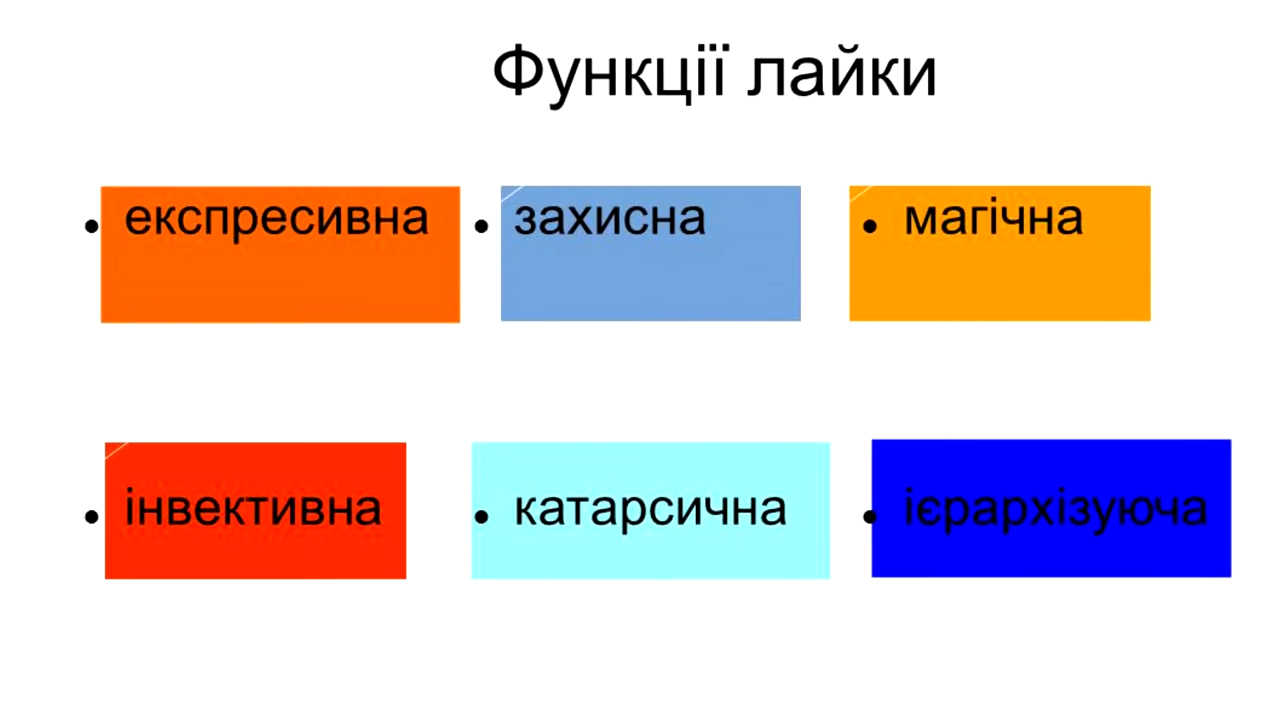 Функції лайки
• експресивна
• захисна
• магічна
• інвективна
• катарсична
• ієрархізуюча